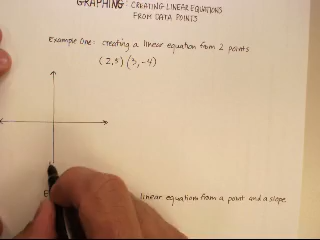 GRAPHING: CREATING LINEAR EQUATIONS
FROM DATA POINTS
Example One: creating a linear equation from 2 points
(2,5) (3,-4)
E
linear equation from a point and a slope